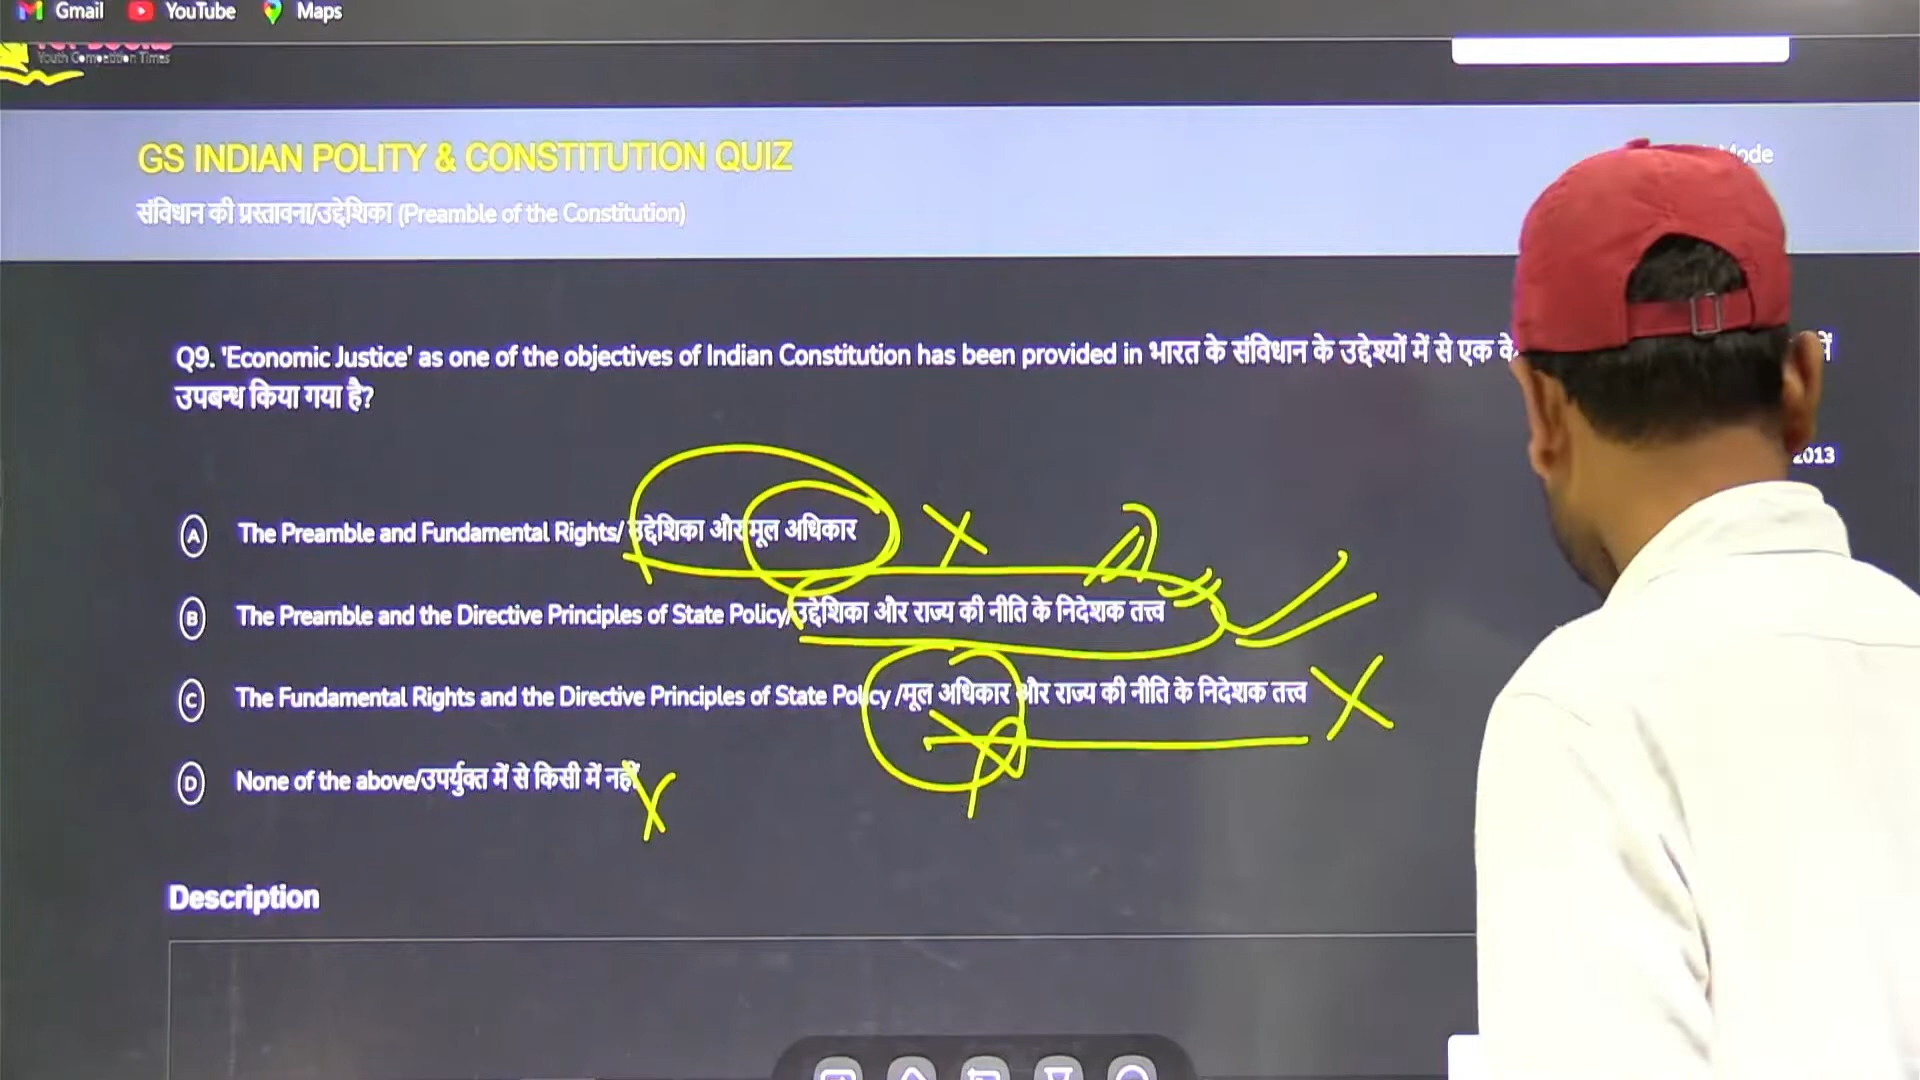 Gmail YouTube Maps
Youth Competition Times
GS INDIAN POLITY & CONSTITUTION QUIZ
Mode
संविधान की प्रस्तावना/उद्देशिका (Preamble of the Constitution)
Q9. 'Economic Justice' as one of the objectives of Indian Constitution has been provided in भारत के संविधान के उद्देश्यों में से एक के में
उपबन्ध किया गया है?
2013
A The Preamble and Fundamental Rights/ उद्देशिका और मूल अधिकार
B The Preamble and the Directive Principles of State Policy/उद्देशिका और राज्य की नीति के निदेशक तत्त्व
C The Fundamental Rights and the Directive Principles of State Policy /मूल अधिकार और राज्य की नीति के निदेशक तत्त्व
D None of the above/उपर्युक्त में से किसी में नहीं
Description